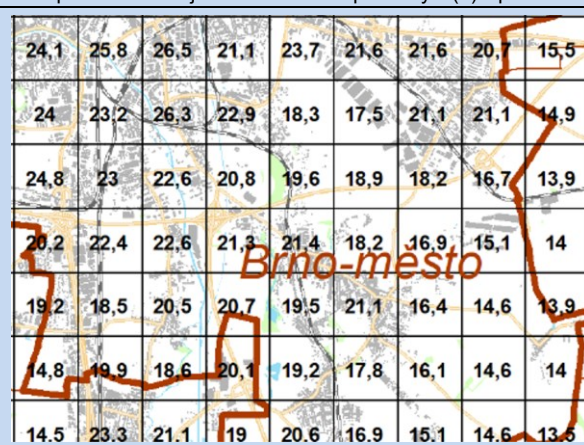 24,1 25,8 26,5 21,1 23,7 21,6 21,6 20,7 15,5
24 23,2 26,3 22,9 18,3 17,5 21,1 21,1 14,9
24,8 23 22,6 20,8 19,6 18,9 18,2 16,7 13,9
20,2 22,4 22,6 21,3 21,4 18,2 16,9 15,1 14
Brno-město
19,2 18,5 20,5 20,7 19,5 21,1 16,4 14,6 13,9
14,8 19,9 18,6 20,1 19,2 17,8 16,1 14,6 14
14,5 23,3 21,1 19 20,6 16,9 15,1 14,6 13,5